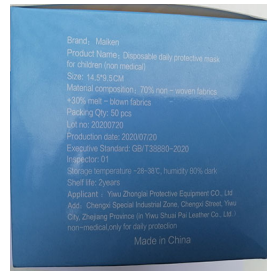 Brand: Maiken
Product Name: Disposable daily protective mask
for children (non medical)
Size: 14.5*9.5CM
Material composition: 70% non - woven fabrics
+30% melt - blown fabrics
Packing Qty: 50 pcs
Lot No: 20200720
Production date: 2020/07/20
Executive Standard: GB/T38880-2020
Inspector: 01
Storage temperature -28~38℃, humidity 80% dark
Shelf life: 2years
Applicant : Yiwu Zhongjie Protective Equipment CO., Ltd
Add: Chengxi Special Industrial Zone, Chengxi Street, Yiwu
City, Zhejiang Province (in Yiwu Shuai Pai Leather Co., Ltd.)
non-medical,only for daily protection
Made in China